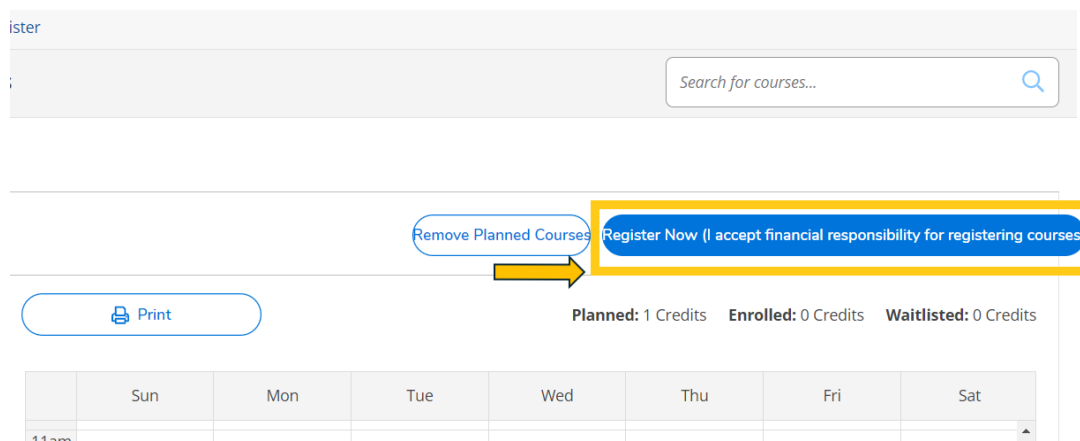 ister
s
Search for courses...
Remove Planned Courses
Register Now (I accept financial responsibility for registering courses
Print
Planned: 1 Credits Enrolled: 0 Credits Waitlisted: 0 Credits
Sun Mon Tue Wed Thu Fri Sat
11am